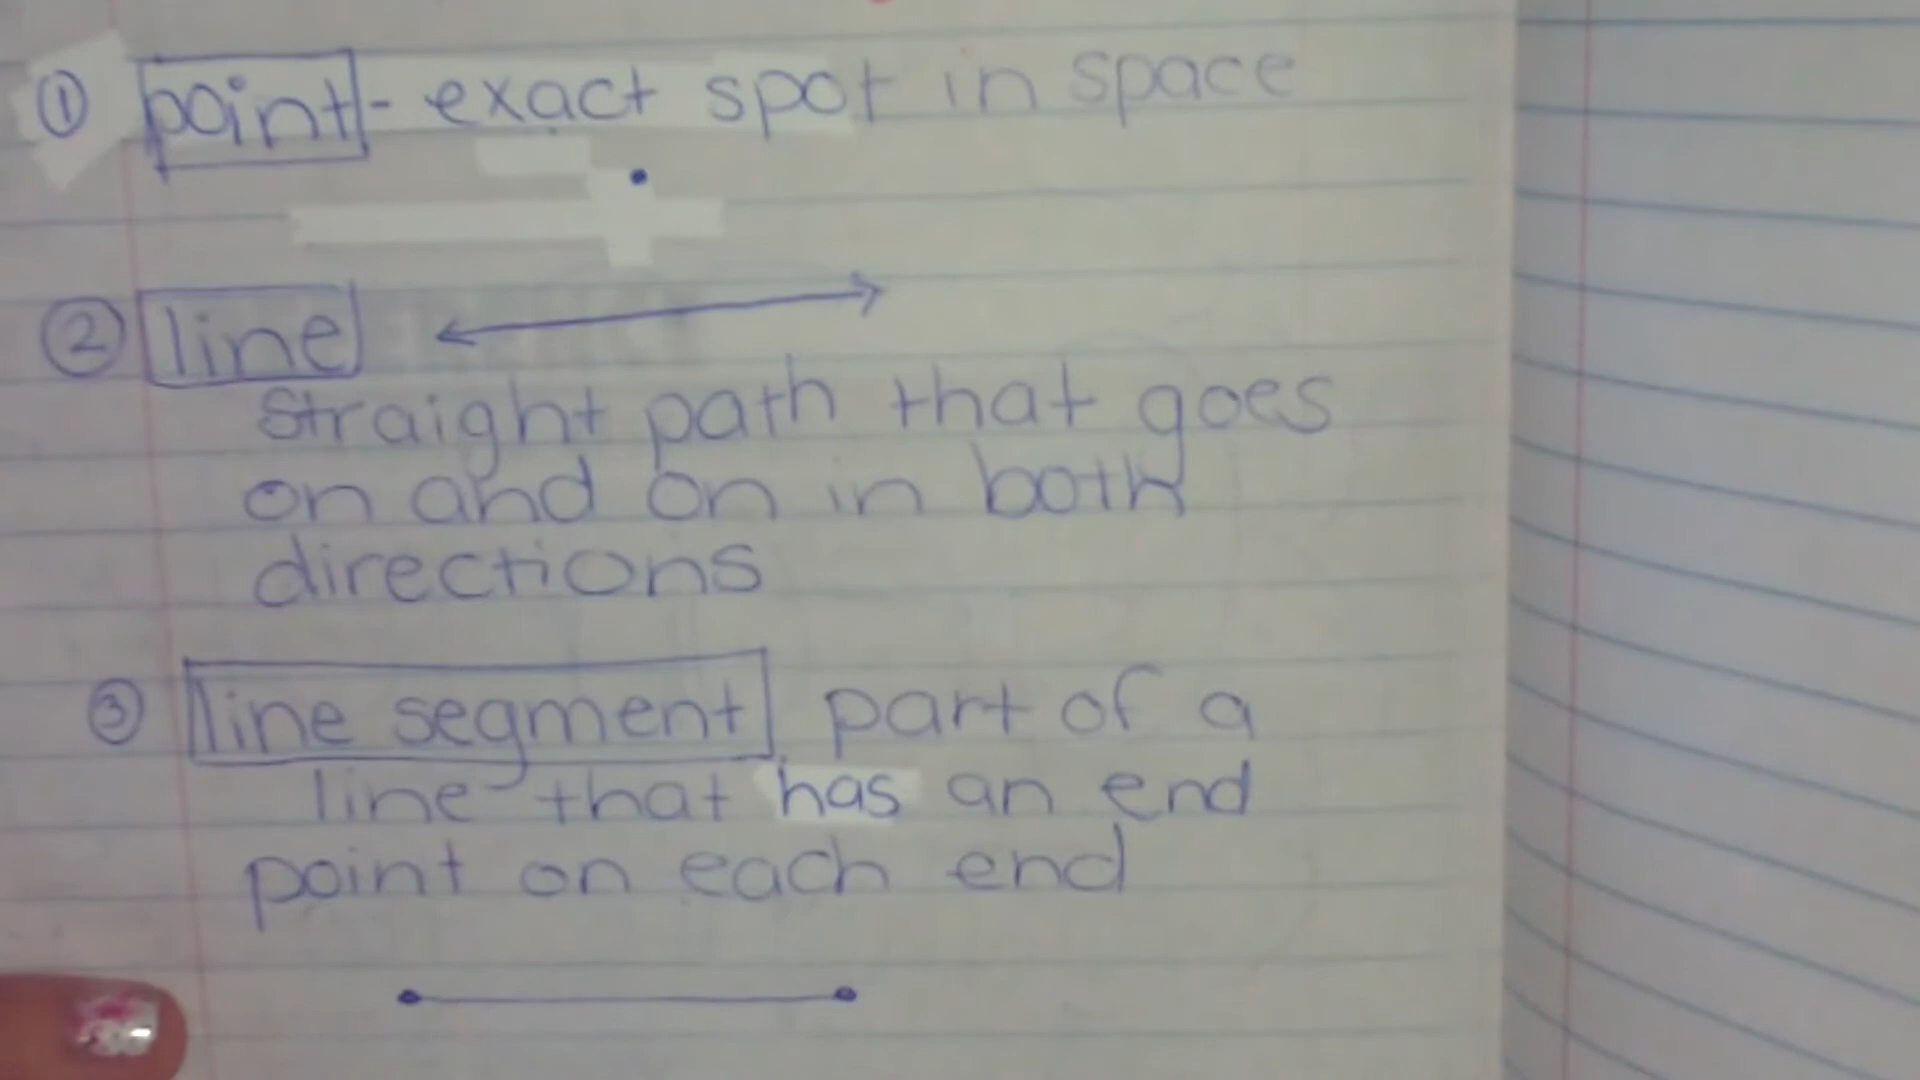 ① point - exact spot in space
② line
straight path that goes
on and on in both
directions
③ line segment part of a
line that has an end
point on each end